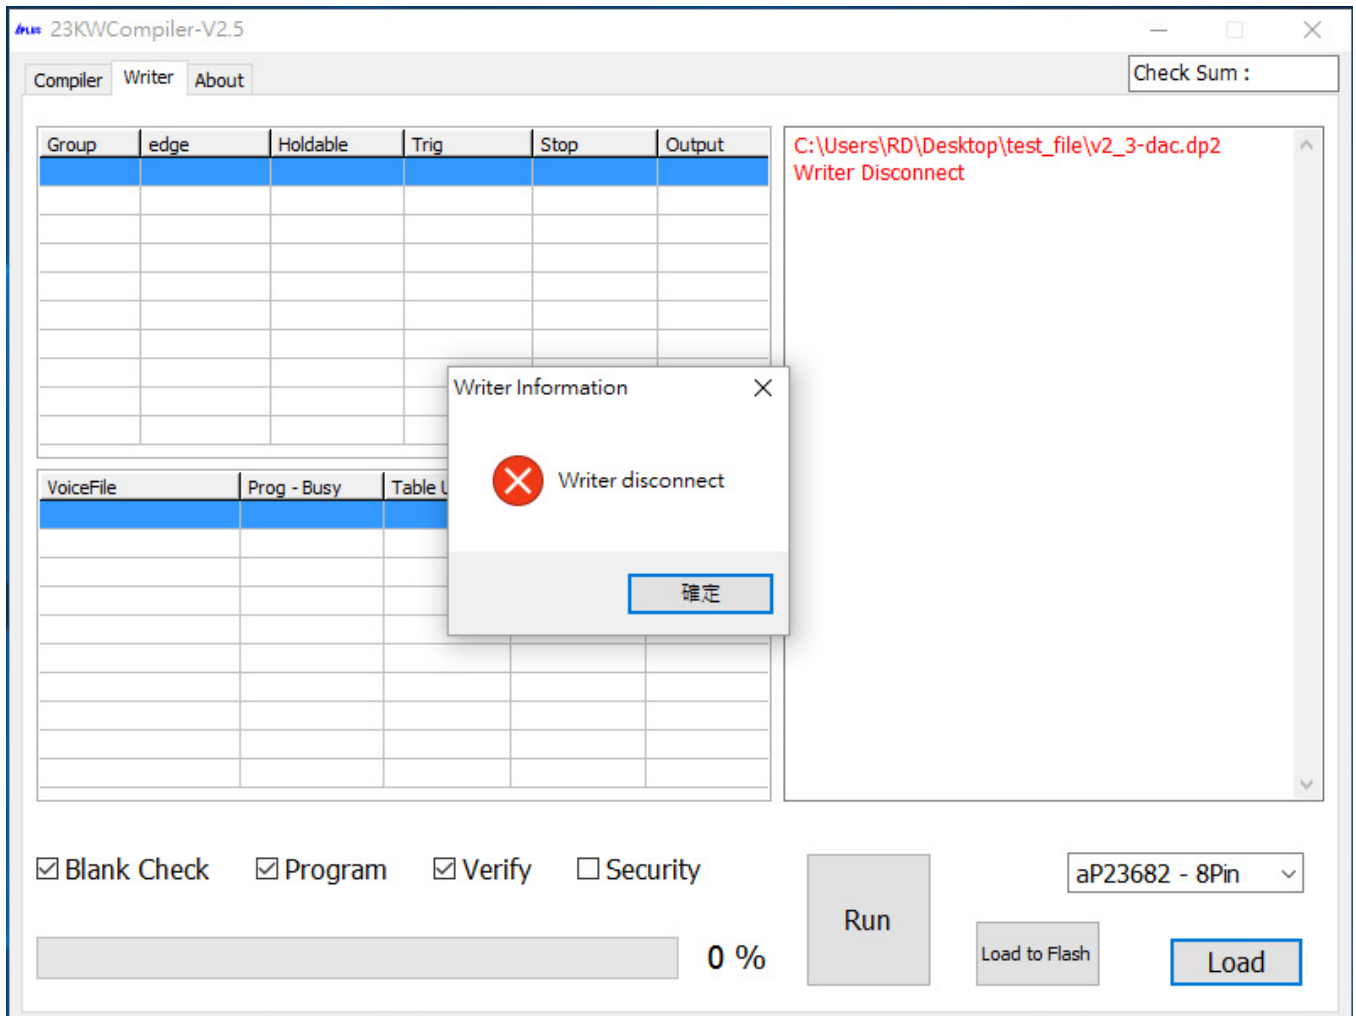 APLUS 23KWCompiler-V2.5
Compiler Writer About
Check Sum :
Group edge Holdable Trig Stop Output
C:\Users\RD\Desktop\test_file\v2_3-dac.dp2
Writer Disconnect
Writer Information
Writer disconnect
確定
VoiceFile Prog - Busy Table
Blank Check Program Verify Security
aP23682 - 8Pin
Run
Load to Flash
Load
0 %